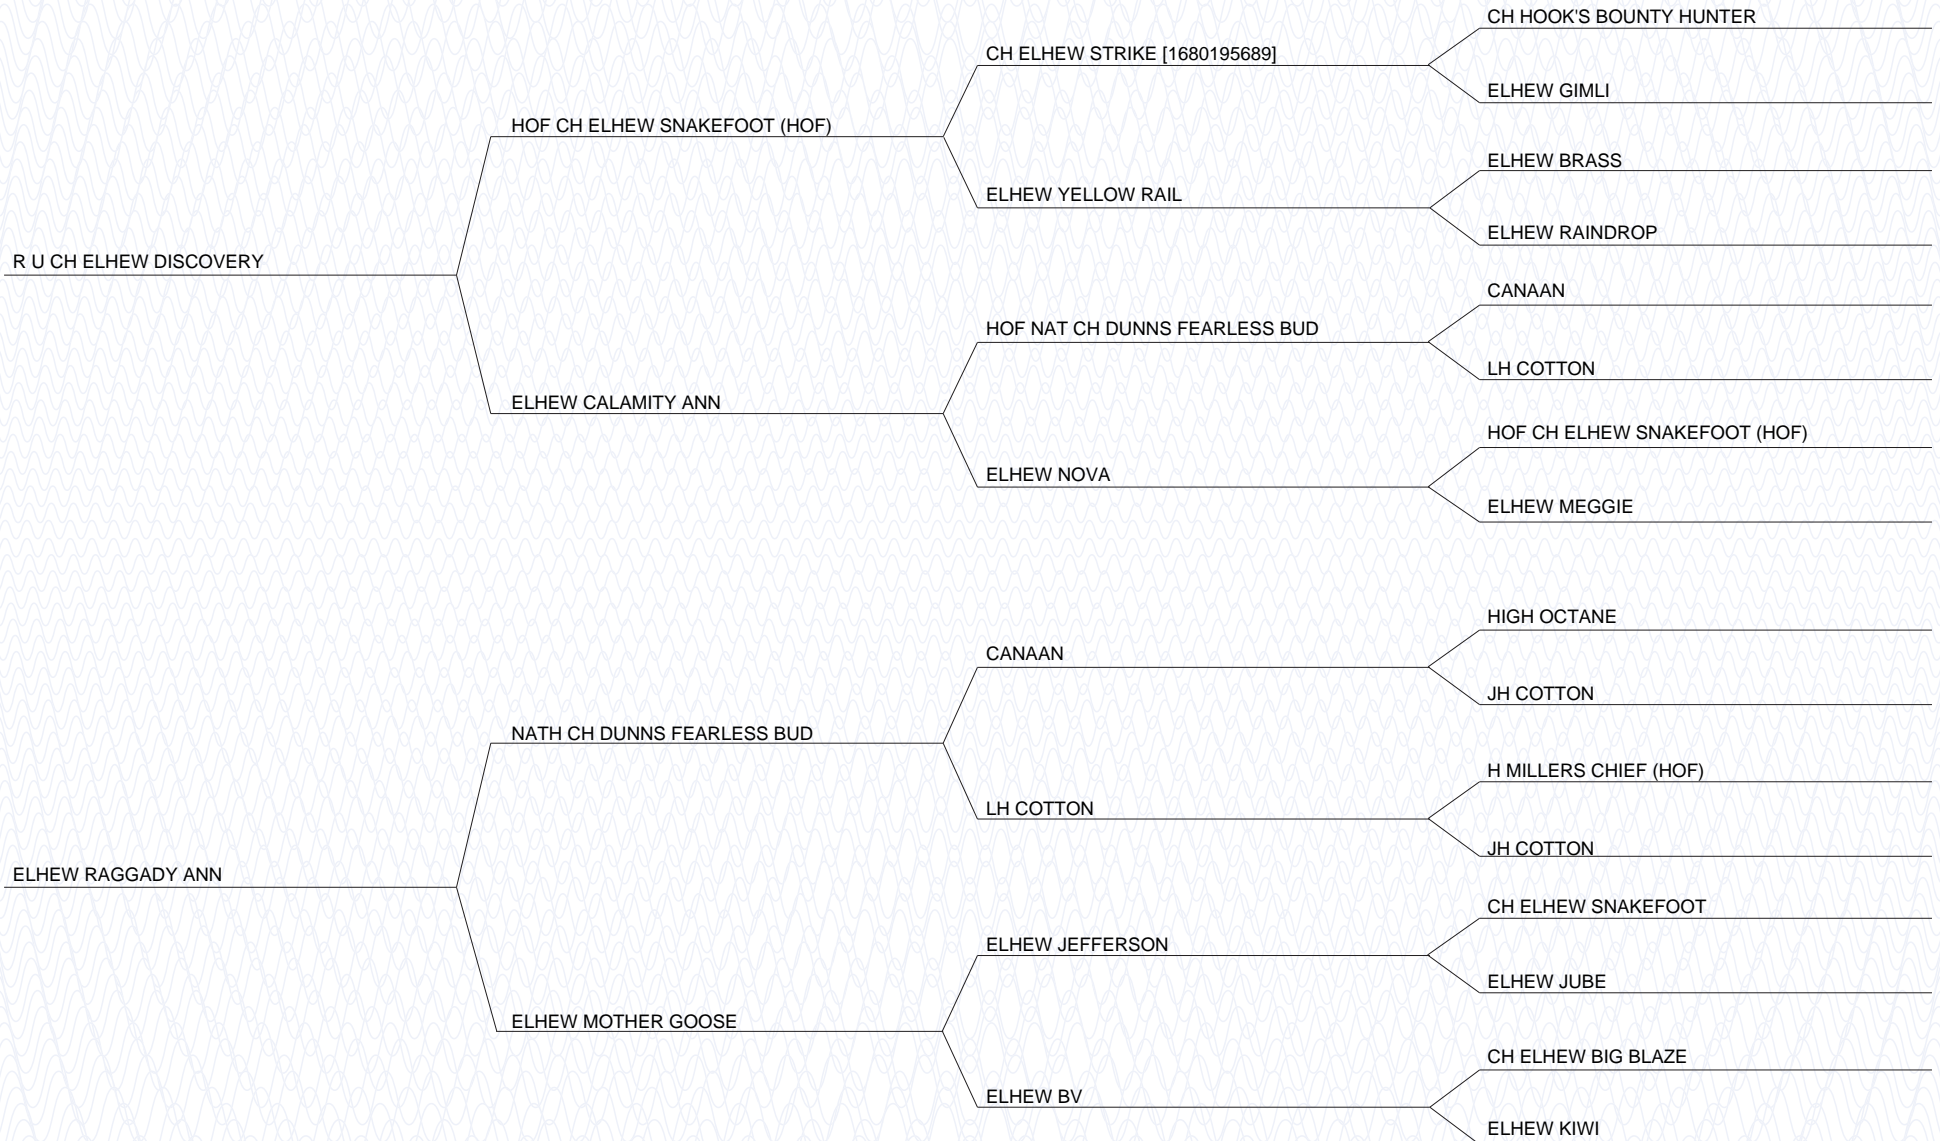 CH HOOK'S BOUNTY HUNTER
CH ELHEW STRIKE [1680195689]
ELHEW GIMLI
HOF CH ELHEW SNAKEFOOT (HOF)
ELHEW BRASS
ELHEW YELLOW RAIL
ELHEW RAINDROP
R U CH ELHEW DISCOVERY
CANAAN
HOF NAT CH DUNNS FEARLESS BUD
LH COTTON
ELHEW CALAMITY ANN
HOF CH ELHEW SNAKEFOOT (HOF)
ELHEW NOVA
ELHEW MEGGIE
HIGH OCTANE
CANAAN
JH COTTON
NATH CH DUNNS FEARLESS BUD
H MILLERS CHIEF (HOF)
LH COTTON
JH COTTON
ELHEW RAGGADY ANN
CH ELHEW SNAKEFOOT
ELHEW JEFFERSON
ELHEW JUBE
ELHEW MOTHER GOOSE
CH ELHEW BIG BLAZE
ELHEW BV
ELHEW KIWI